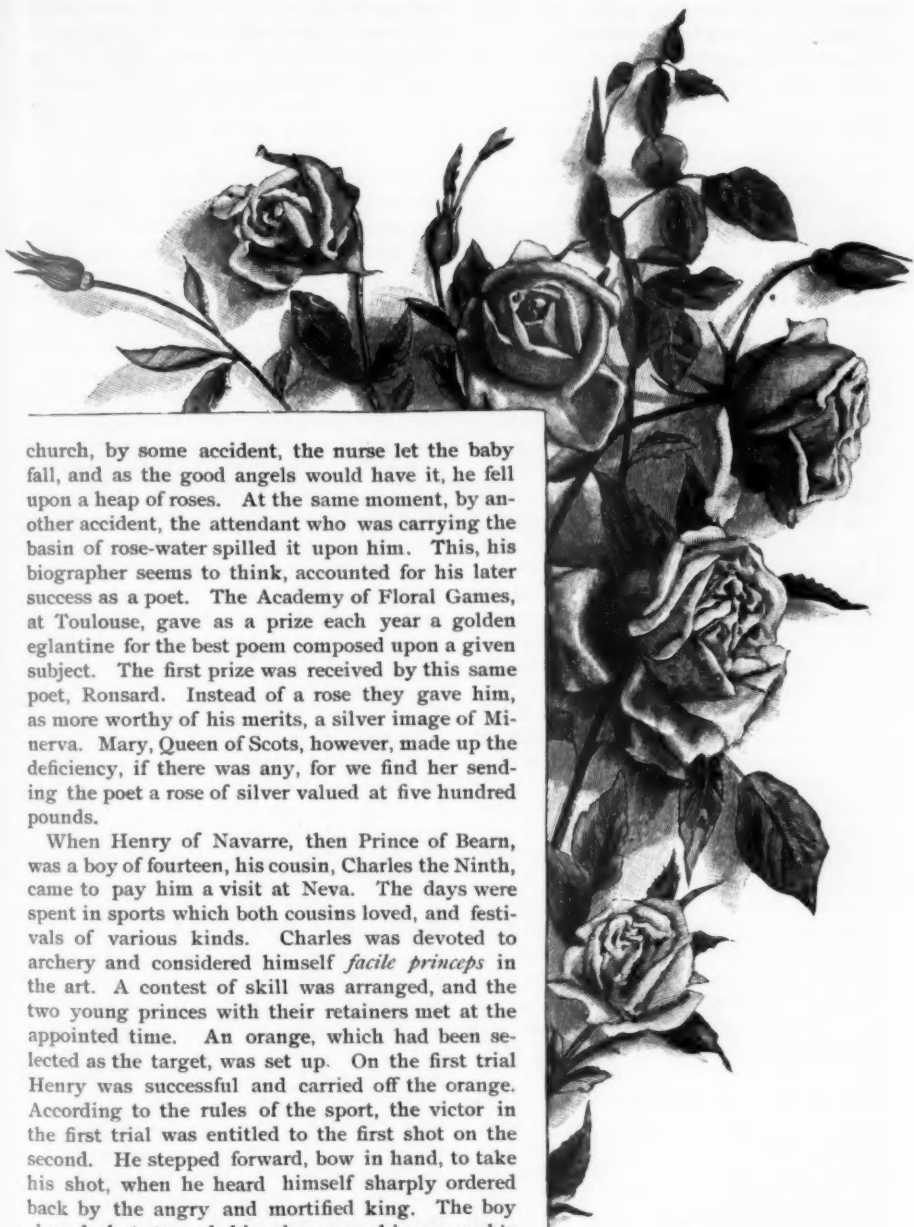 church, by some accident, the nurse let the baby
fall, and as the good angels would have it, he fell
upon a heap of roses. At the same moment, by an-
other accident, the attendant who was carrying the
basin of rose-water spilled it upon him. This, his
biographer seems to think, accounted for his later
success as a poet. The Academy of Floral Games,
at Toulouse, gave as a prize each year a golden
eglantine for the best poem composed upon a given
subject. The first prize was received by this same
poet, Ronsard. Instead of a rose they gave him,
as more worthy of his merits, a silver image of Mi-
nerva. Mary, Queen of Scots, however, made up the
deficiency, if there was any, for we find her send-
ing the poet a rose of silver valued at five hundred
pounds.
When Henry of Navarre, then Prince of Bearn,
was a boy of fourteen, his cousin, Charles the Ninth,
came to pay him a visit at Neva. The days were
spent in sports which both cousins loved, and festi-
vals of various kinds. Charles was devoted to
archery and considered himself facile princeps in
the art. A contest of skill was arranged, and the
two young princes with their retainers met at the
appointed time. An orange, which had been se-
lected as the target, was set up. On the first trial
Henry was successful and carried off the orange.
According to the rules of the sport, the victor in
the first trial was entitled to the first shot on the
second. He stepped forward, bow in hand, to take
his shot, when he heard himself sharply ordered
back by the angry and mortified king. The boy